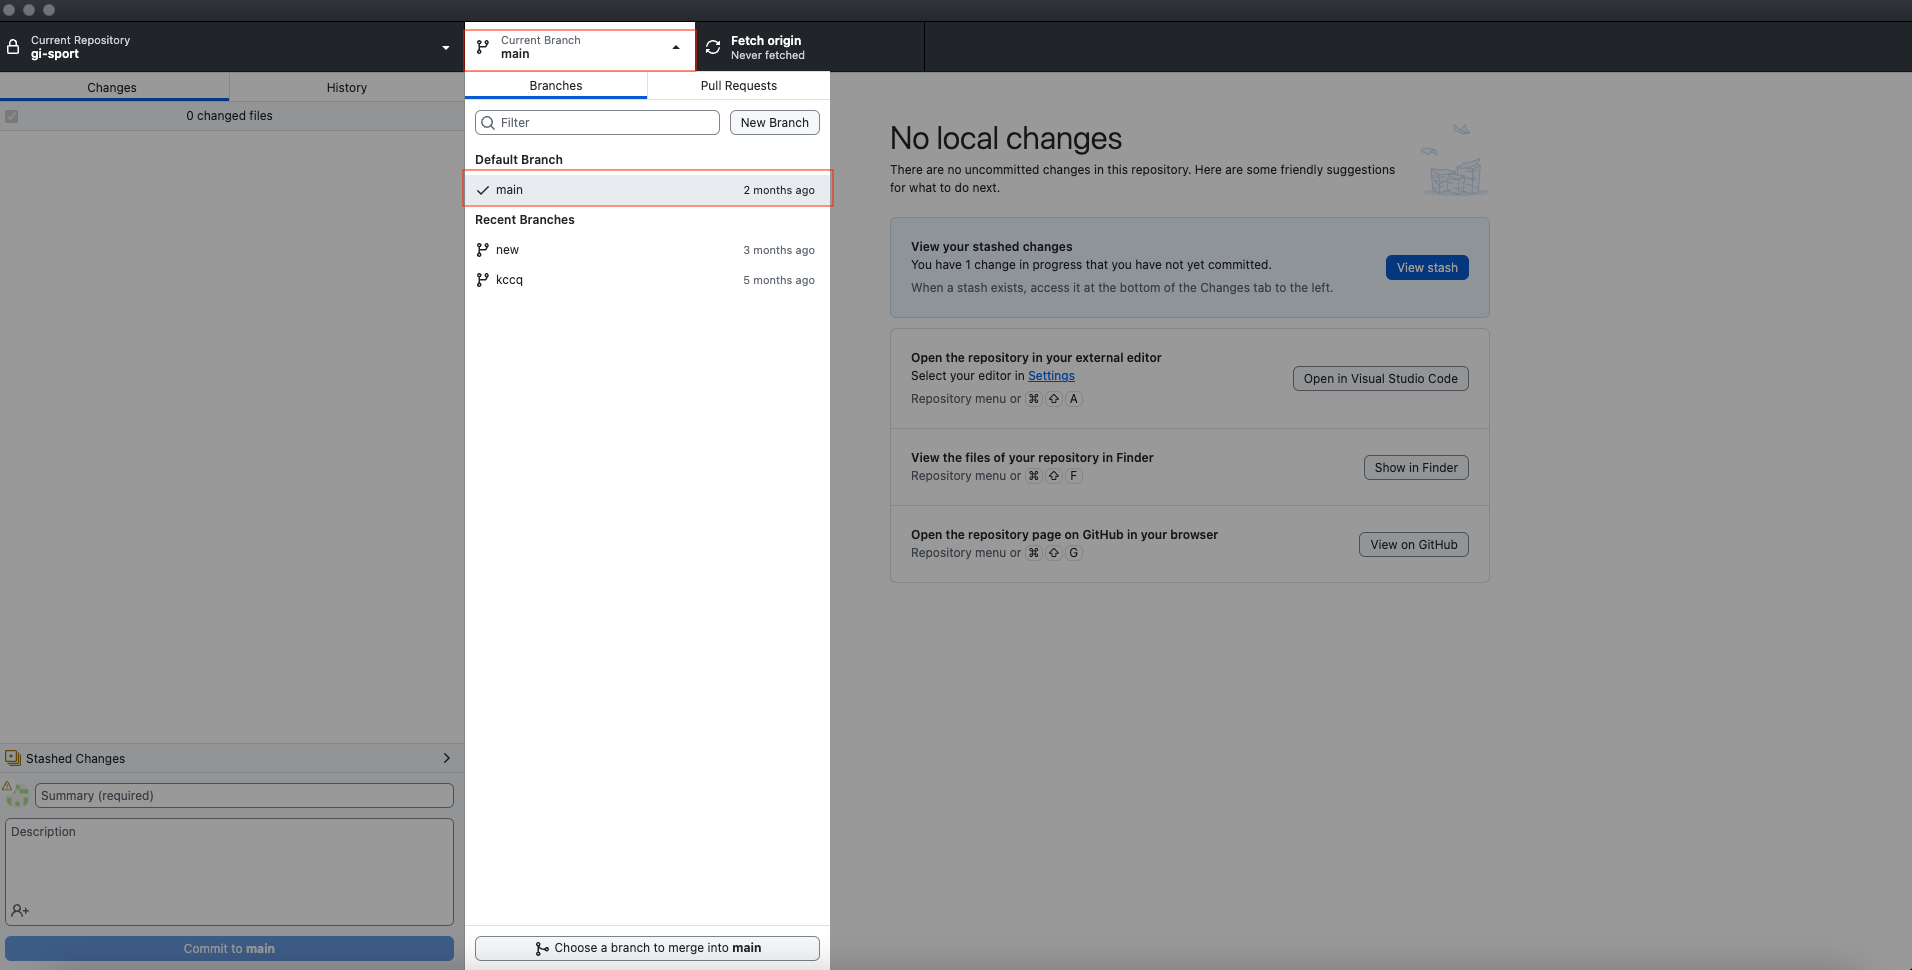 Current Repository
gi-sport
Current Branch
main
Fetch origin
Never fetched
Changes
History
0 changed files
Branches
Pull Requests
Filter
New Branch
Default Branch
main 2 months ago
Recent Branches
new 3 months ago
kccq 5 months ago
Choose a branch to merge into main
Stashed Changes
Summary (required)
Description
Commit to main
No local changes
There are no uncommitted changes in this repository. Here are some friendly suggestions
for what to do next.
View your stashed changes
You have 1 change in progress that you have not yet committed.
When a stash exists, access it at the bottom of the Changes tab to the left.
View stash
Open the repository in your external editor
Select your editor in Settings
Repository menu or ⌘ ⇧ A
Open in Visual Studio Code
View the files of your repository in Finder
Repository menu or ⌘ ⇧ F
Show in Finder
Open the repository page on GitHub in your browser
Repository menu or ⌘ ⇧ G
View on GitHub